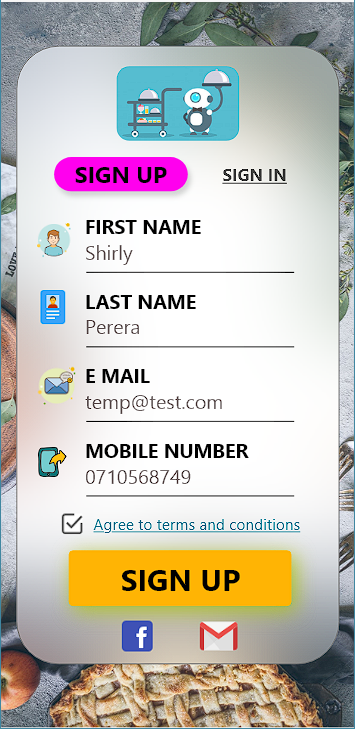 SIGN UP
SIGN IN
FIRST NAME
Shirly
LAST NAME
Perera
E MAIL
temp@test.com
MOBILE NUMBER
0710568749
Agree to terms and conditions
SIGN UP